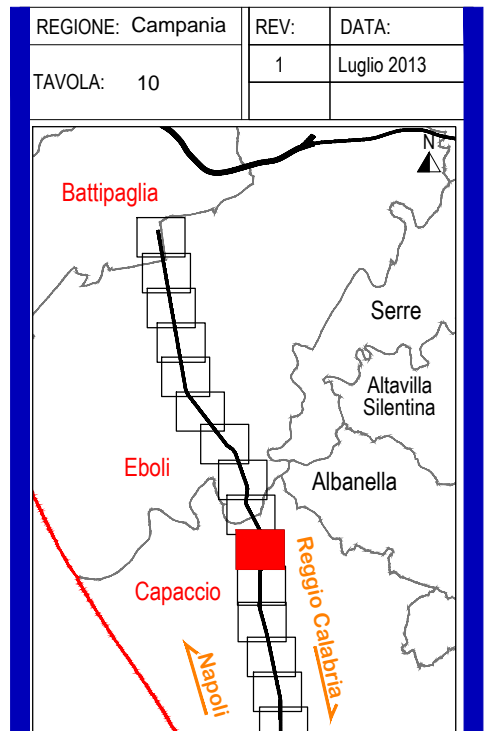 REGIONE: Campania
REV:
DATA:
TAVOLA: 10
1
Luglio 2013
N
Battipaglia
Serre
Altavilla
Silentina
Eboli
Albanella
Capaccio
Reggio Calabria
Napoli